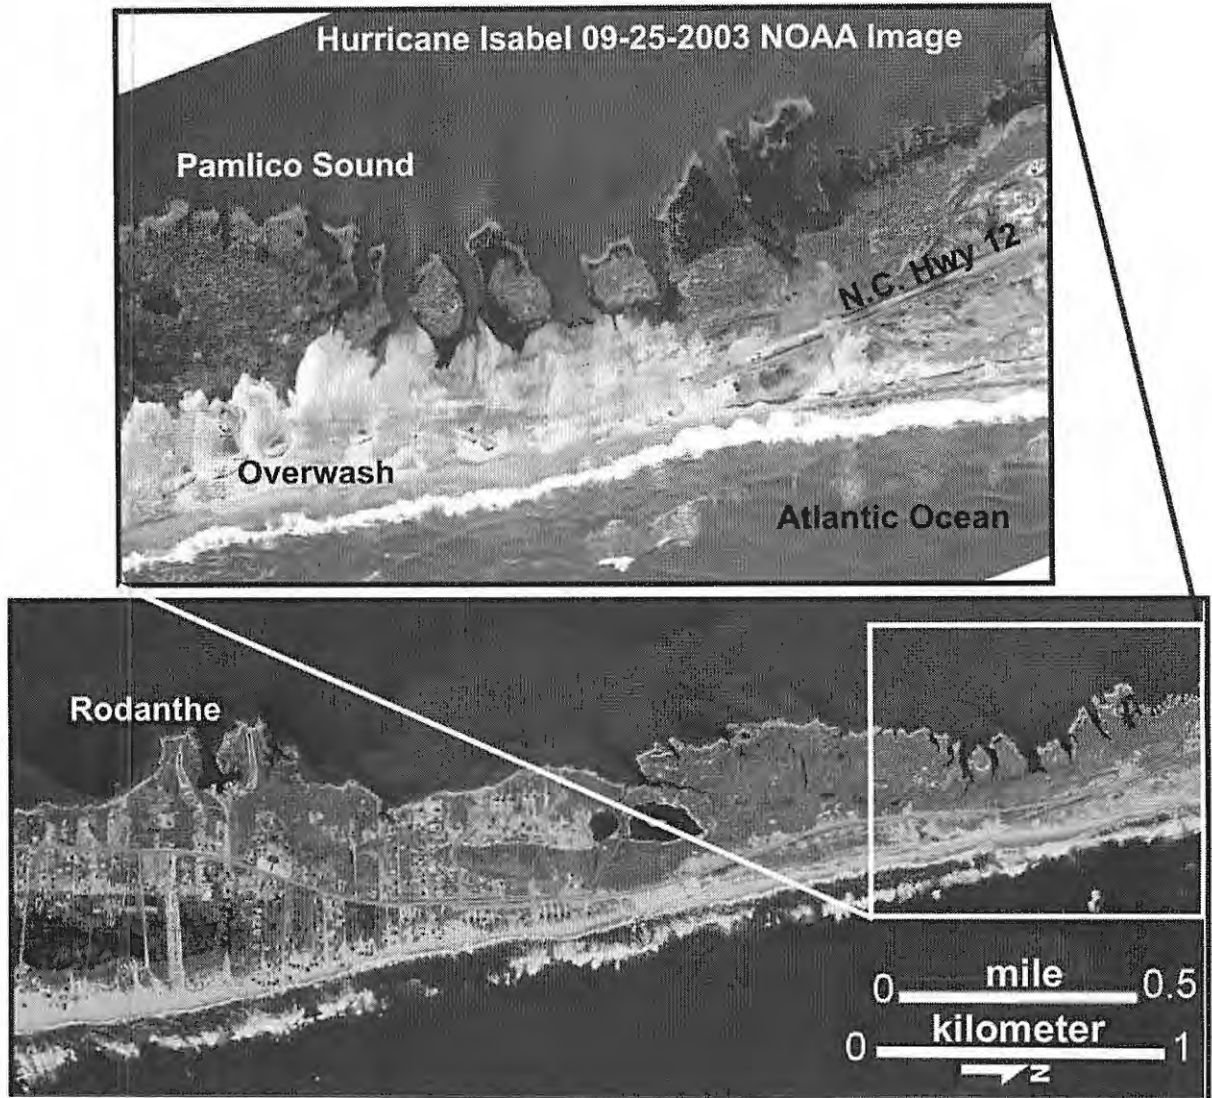 Hurricane Isabel 09-25-2003 NOAA Image
Pamlico Sound
N.C. Hwy 12
Overwash
Atlantic Ocean
Rodanthe
0 mile 0.5
0 kilometer 1
N